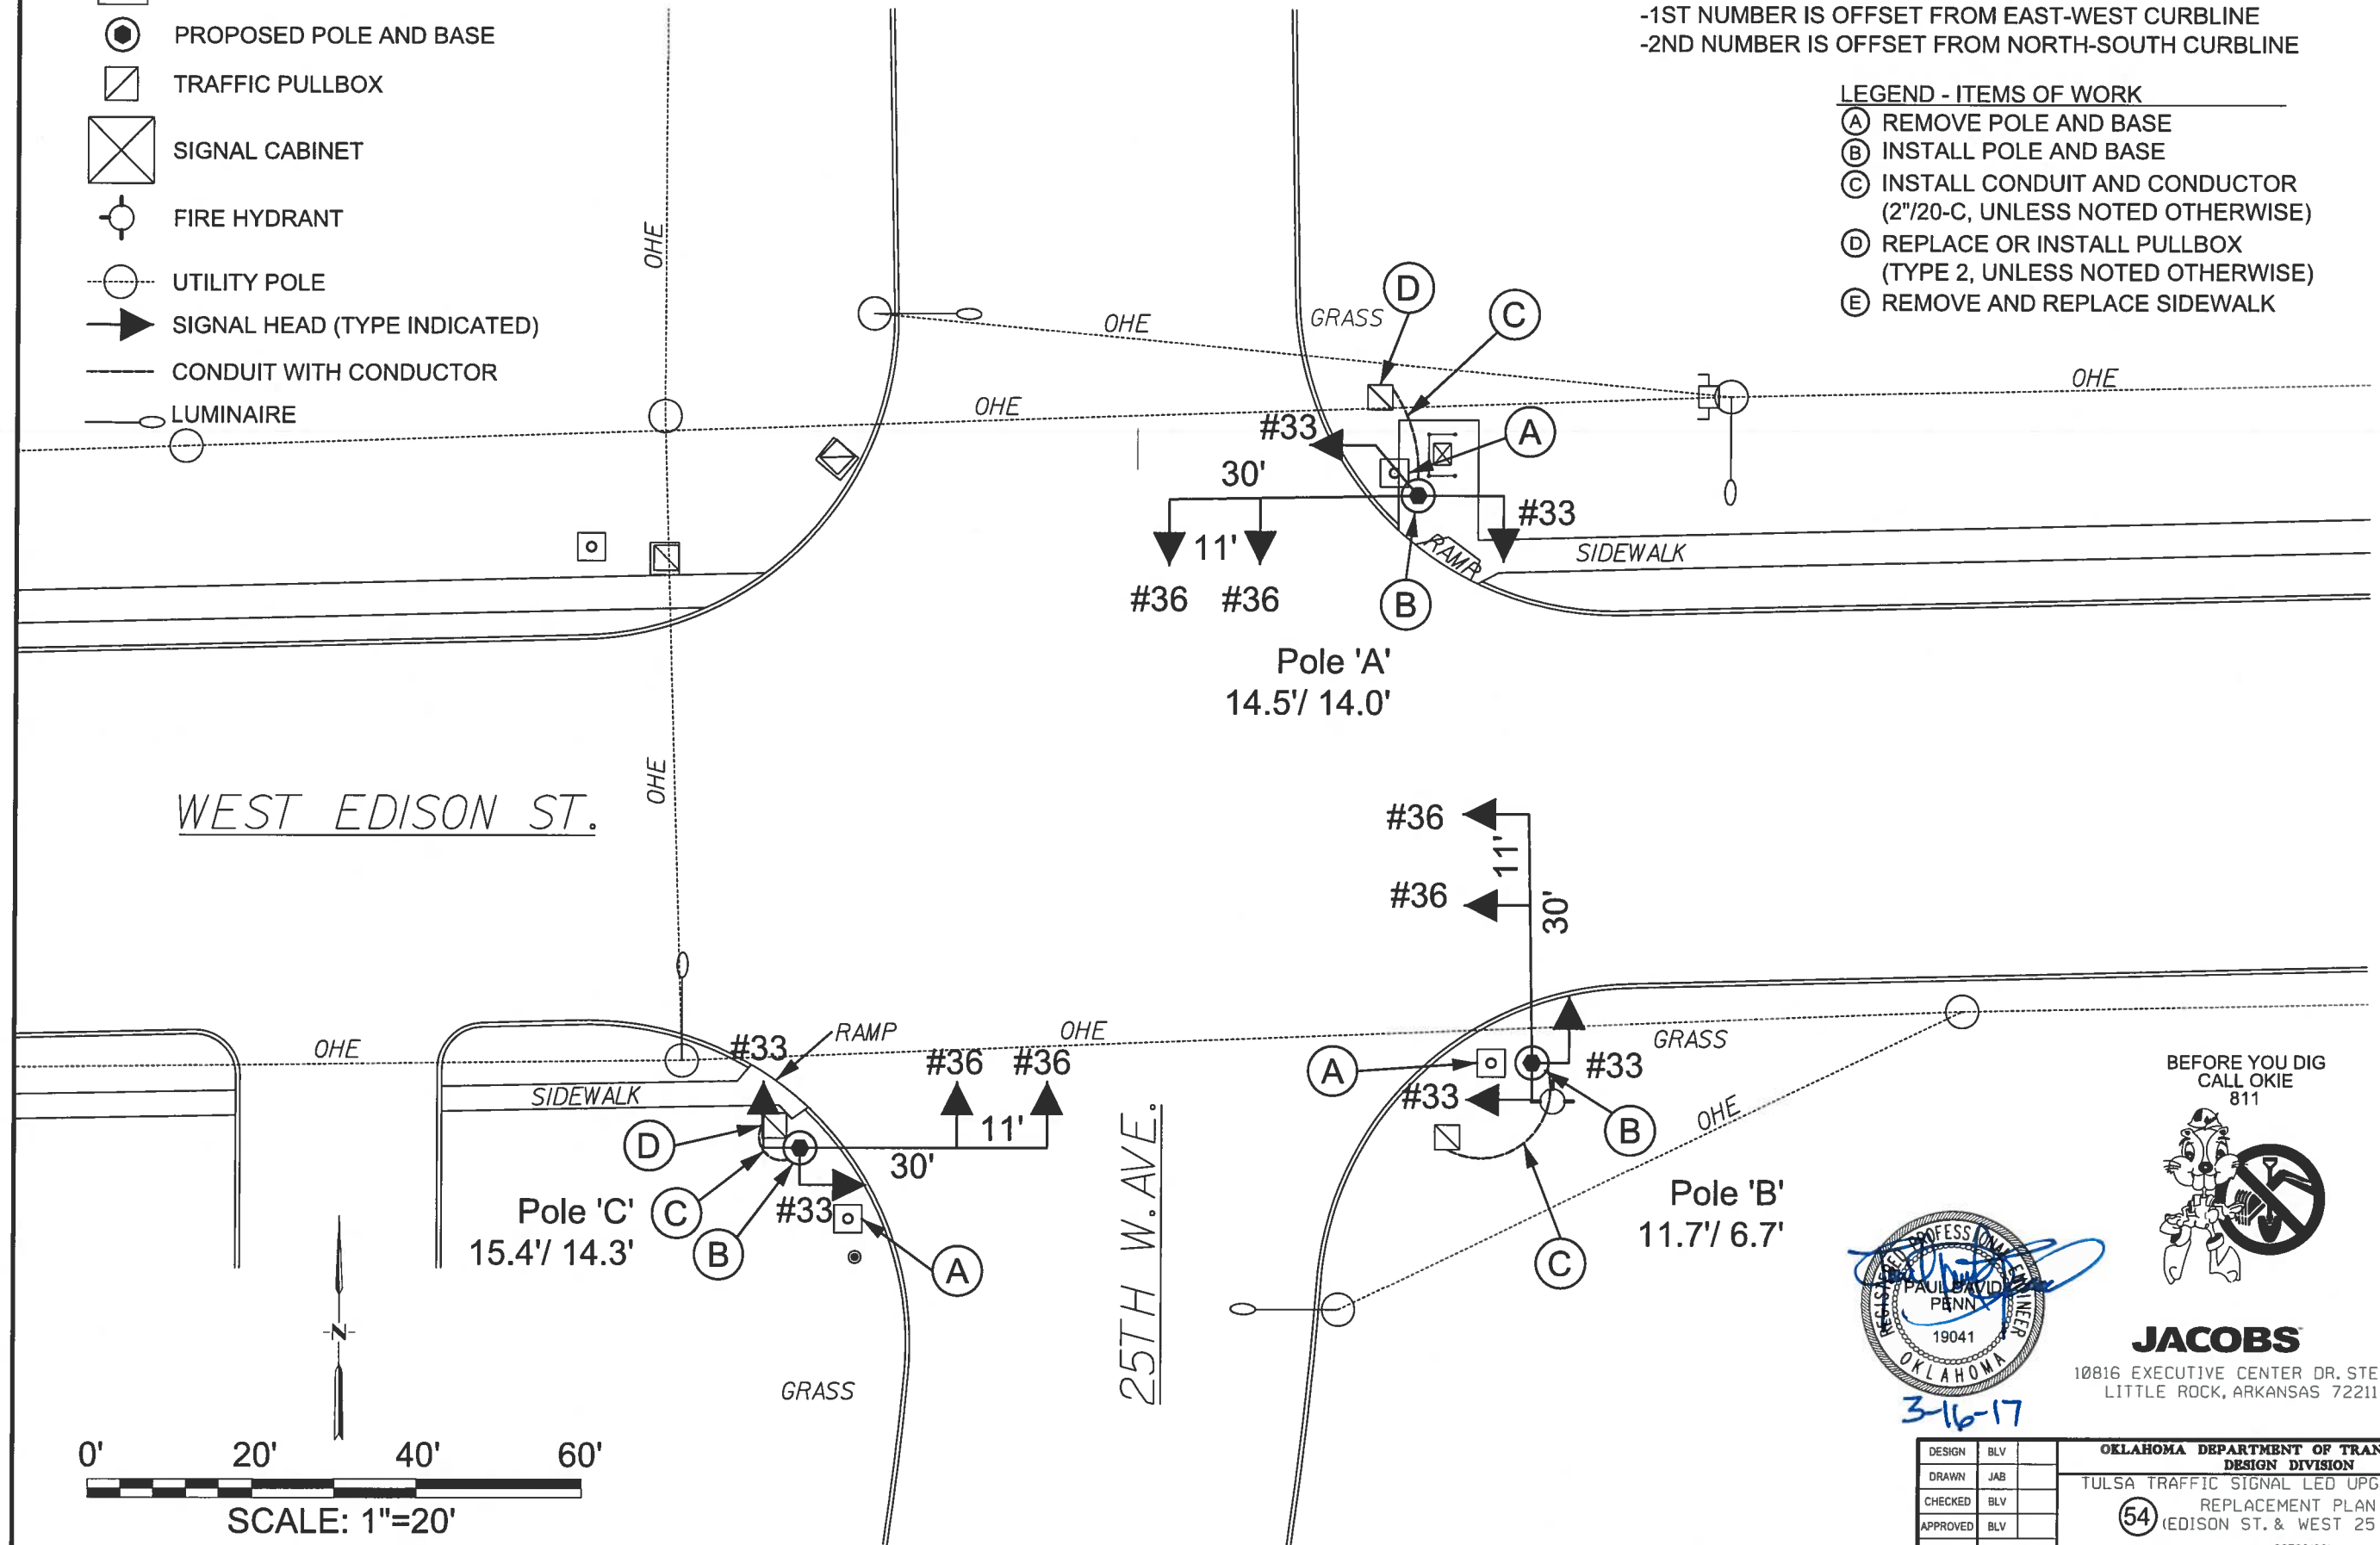 PROPOSED POLE AND BASE
TRAFFIC PULLBOX
SIGNAL CABINET
FIRE HYDRANT
UTILITY POLE
SIGNAL HEAD (TYPE INDICATED)
CONDUIT WITH CONDUCTOR
LUMINAIRE
-1ST NUMBER IS OFFSET FROM EAST-WEST CURBLINE
-2ND NUMBER IS OFFSET FROM NORTH-SOUTH CURBLINE
LEGEND - ITEMS OF WORK
A REMOVE POLE AND BASE
B INSTALL POLE AND BASE
C INSTALL CONDUIT AND CONDUCTOR
(2"/20-C, UNLESS NOTED OTHERWISE)
D REPLACE OR INSTALL PULLBOX
(TYPE 2, UNLESS NOTED OTHERWISE)
E REMOVE AND REPLACE SIDEWALK
OHE
OHE
OHE
OHE
GRASS
D
C
A
#33
30'
#33
11'
#36 #36
RAMP
SIDEWALK
B
Pole 'A'
14.5'/ 14.0'
OHE
WEST EDISON ST.
#36
11'
#36
30'
OHE
#33
RAMP
OHE
#36 #36
SIDEWALK
11'
30'
D
C
B
#33
A
Pole 'C'
15.4'/ 14.3'
GRASS
25TH W. AVE.
A
GRASS
#33
#33
B
OHE
C
Pole 'B'
11.7'/ 6.7'
-N-
0' 20' 40' 60'
SCALE: 1"=20'
BEFORE YOU DIG
CALL OKIE
811
REGISTERED PROFESSIONAL ENGINEER
PAUL DAVID
PENN
19041
OKLAHOMA
3-16-17
JACOBS
10816 EXECUTIVE CENTER DR. STE
LITTLE ROCK, ARKANSAS 72211
DESIGN BLV
DRAWN JAB
CHECKED BLV
APPROVED BLV
OKLAHOMA DEPARTMENT OF TRAN
DESIGN DIVISION
TULSA TRAFFIC SIGNAL LED UPG
54
REPLACEMENT PLAN
(EDISON ST. & WEST 25